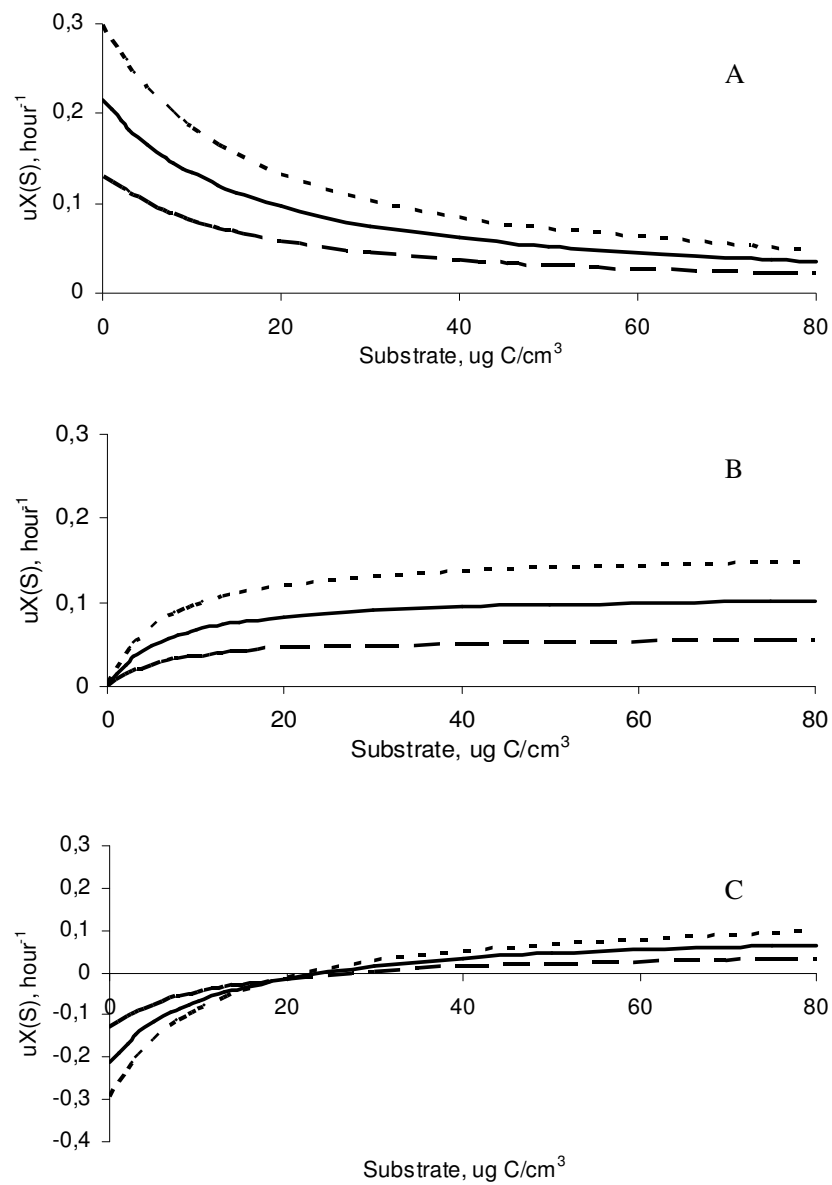 0,3
0,2
0,1
0
uX(S), hour-1
A
0 20 40 60 80
Substrate, ug C/cm3
0,3
0,2
0,1
0
uX(S), hour-1
B
0 20 40 60 80
Substrate, ug C/cm3
0,3
0,2
0,1
0
-0,1
-0,2
-0,3
-0,4
uX(S), hour-1
C
0 20 40 60 80
Substrate, ug C/cm3